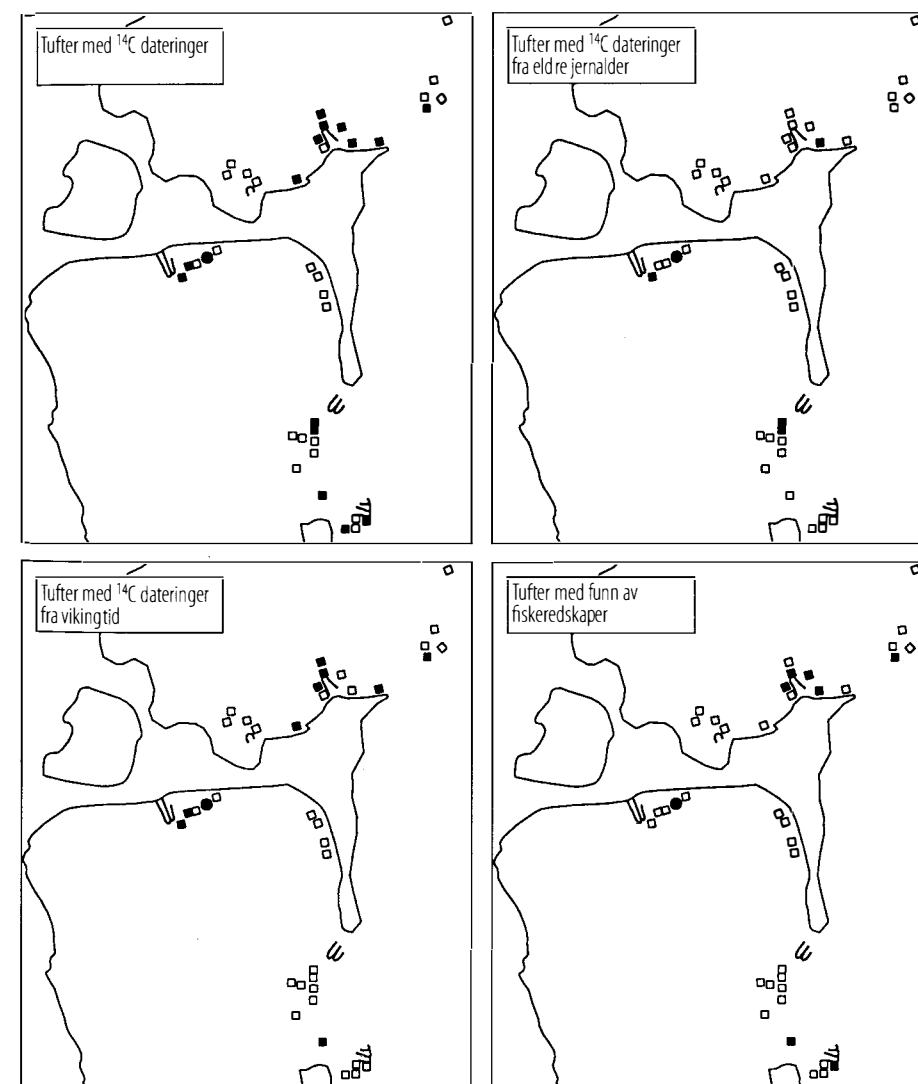 Tufter med ¹⁴C dateringer
Tufter med ¹⁴C dateringer
fra eldre jernalder
Tufter med ¹⁴C dateringer
fra vikingtid
Tufter med funn av
fiskeredskaper